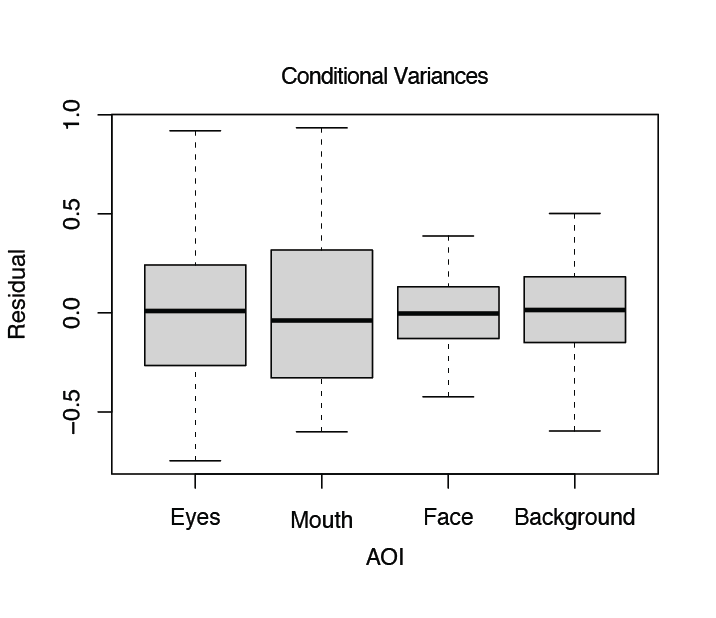 Conditional Variances
1.0
0.5
0.0
−0.5
Residual
Eyes
Mouth
Face
Background
AOI